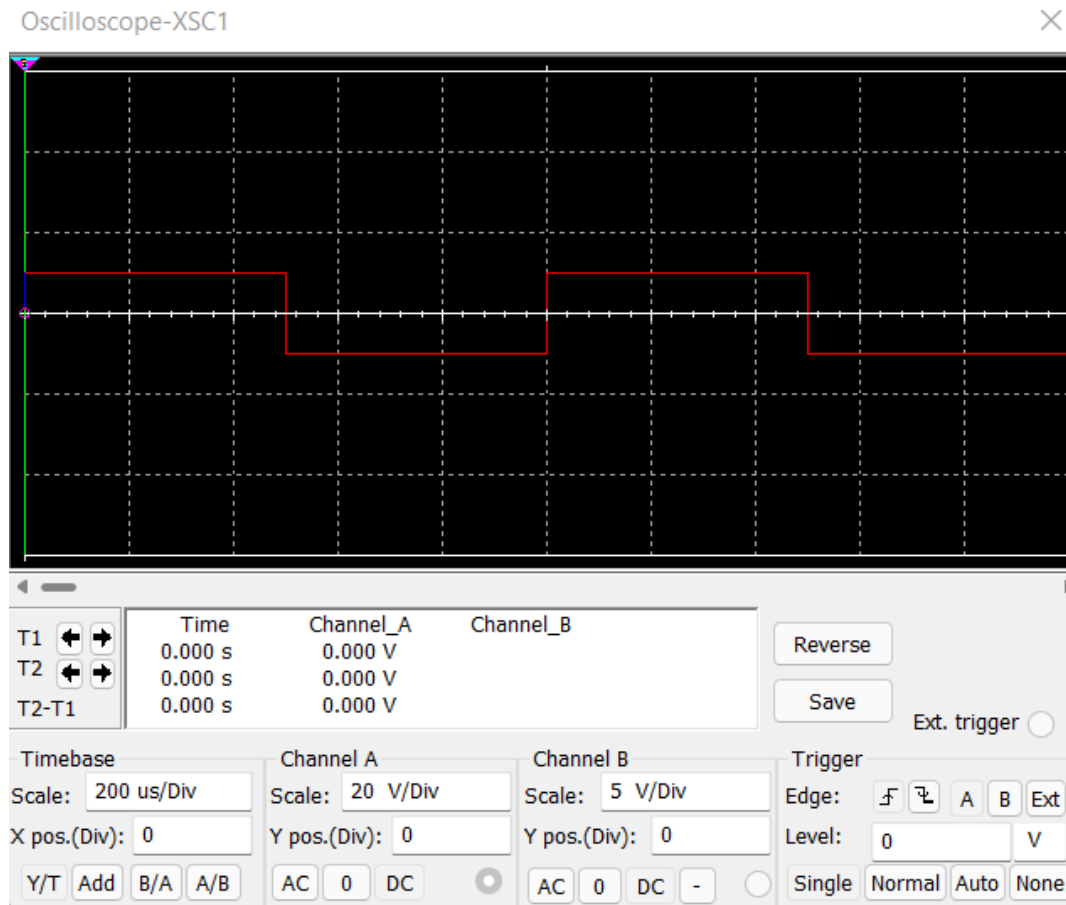 Oscilloscope-XSC1
T1
T2
T2-T1
Time Channel_A Channel_B
0.000 s 0.000 V
0.000 s 0.000 V
0.000 s 0.000 V
Reverse
Save
Ext. trigger
Timebase
Scale: 200 us/Div
X pos.(Div): 0
Y/T Add B/A A/B
Channel A
Scale: 20 V/Div
Y pos.(Div): 0
AC 0 DC
Channel B
Scale: 5 V/Div
Y pos.(Div): 0
AC 0 DC -
Trigger
Edge: A B Ext
Level: 0 V
Single Normal Auto None